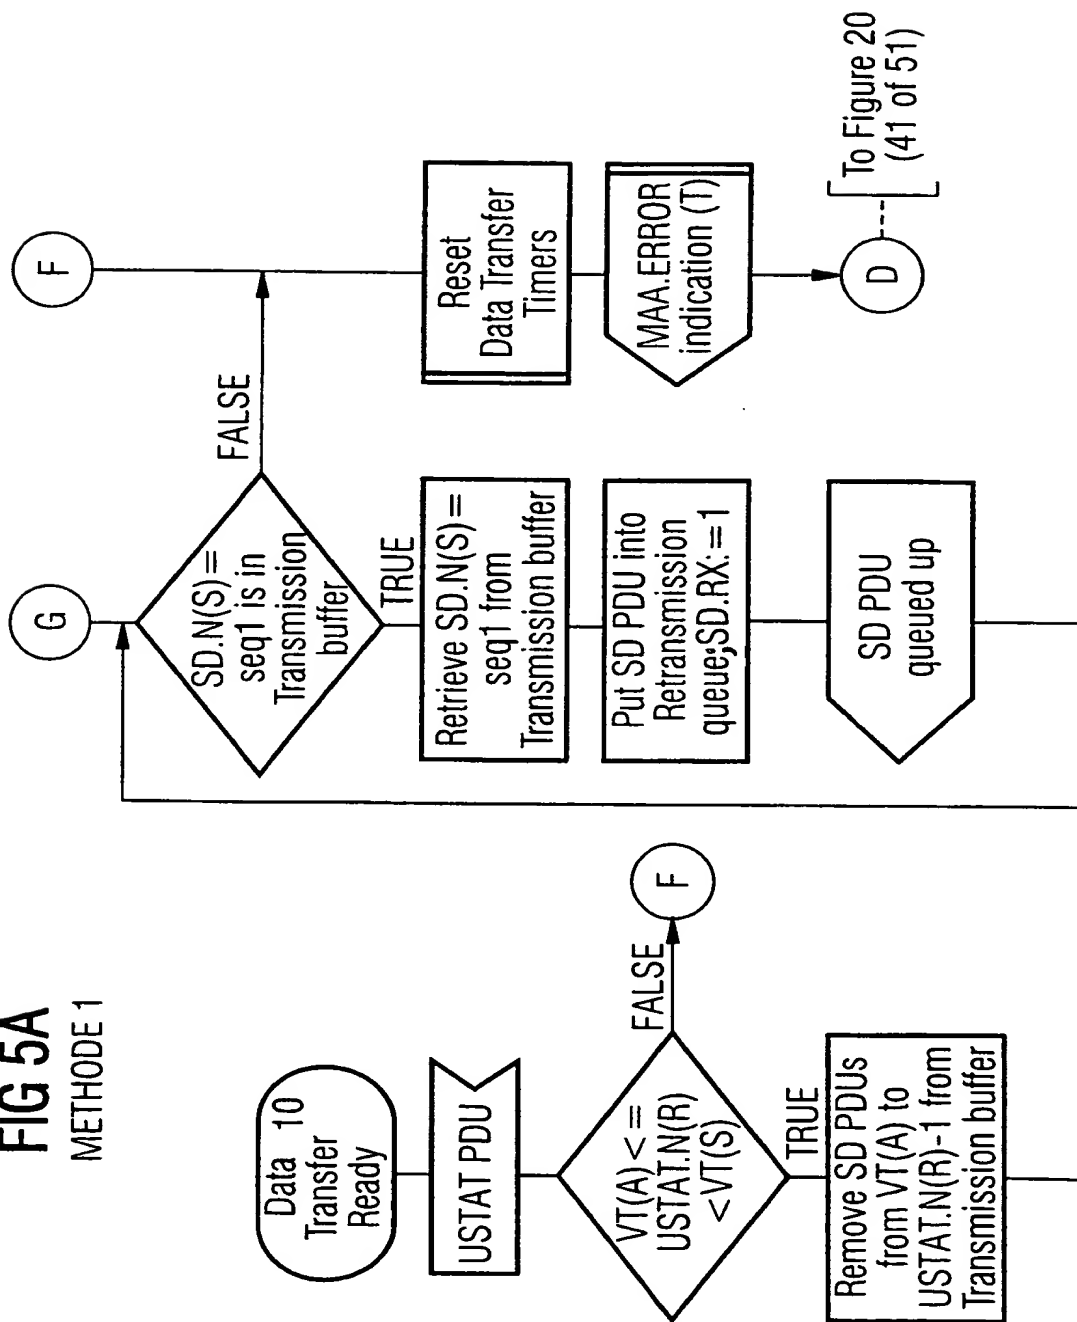 FIG 5A
METHODE 1
Data 10
Transfer
Ready
USTAT PDU
VT(A) < =
USTAT.N(R)
<VT(S)
FALSE
F
TRUE
Remove SD PDUs
from VT(A) to
USTAT.N(R)-1 from
Transmission buffer
G
SD.N(S)=
seq1 is in
Transmission
buffer
FALSE
TRUE
Retrieve SD.N(S)=
seq1 from
Transmission buffer
Put SD PDU into
Retransmission
queue;SD.RX:=1
SD PDU
queued up
F
Reset
Data Transfer
Timers
MAA.ERROR
indication (T)
D
To Figure 20
(41 of 51)